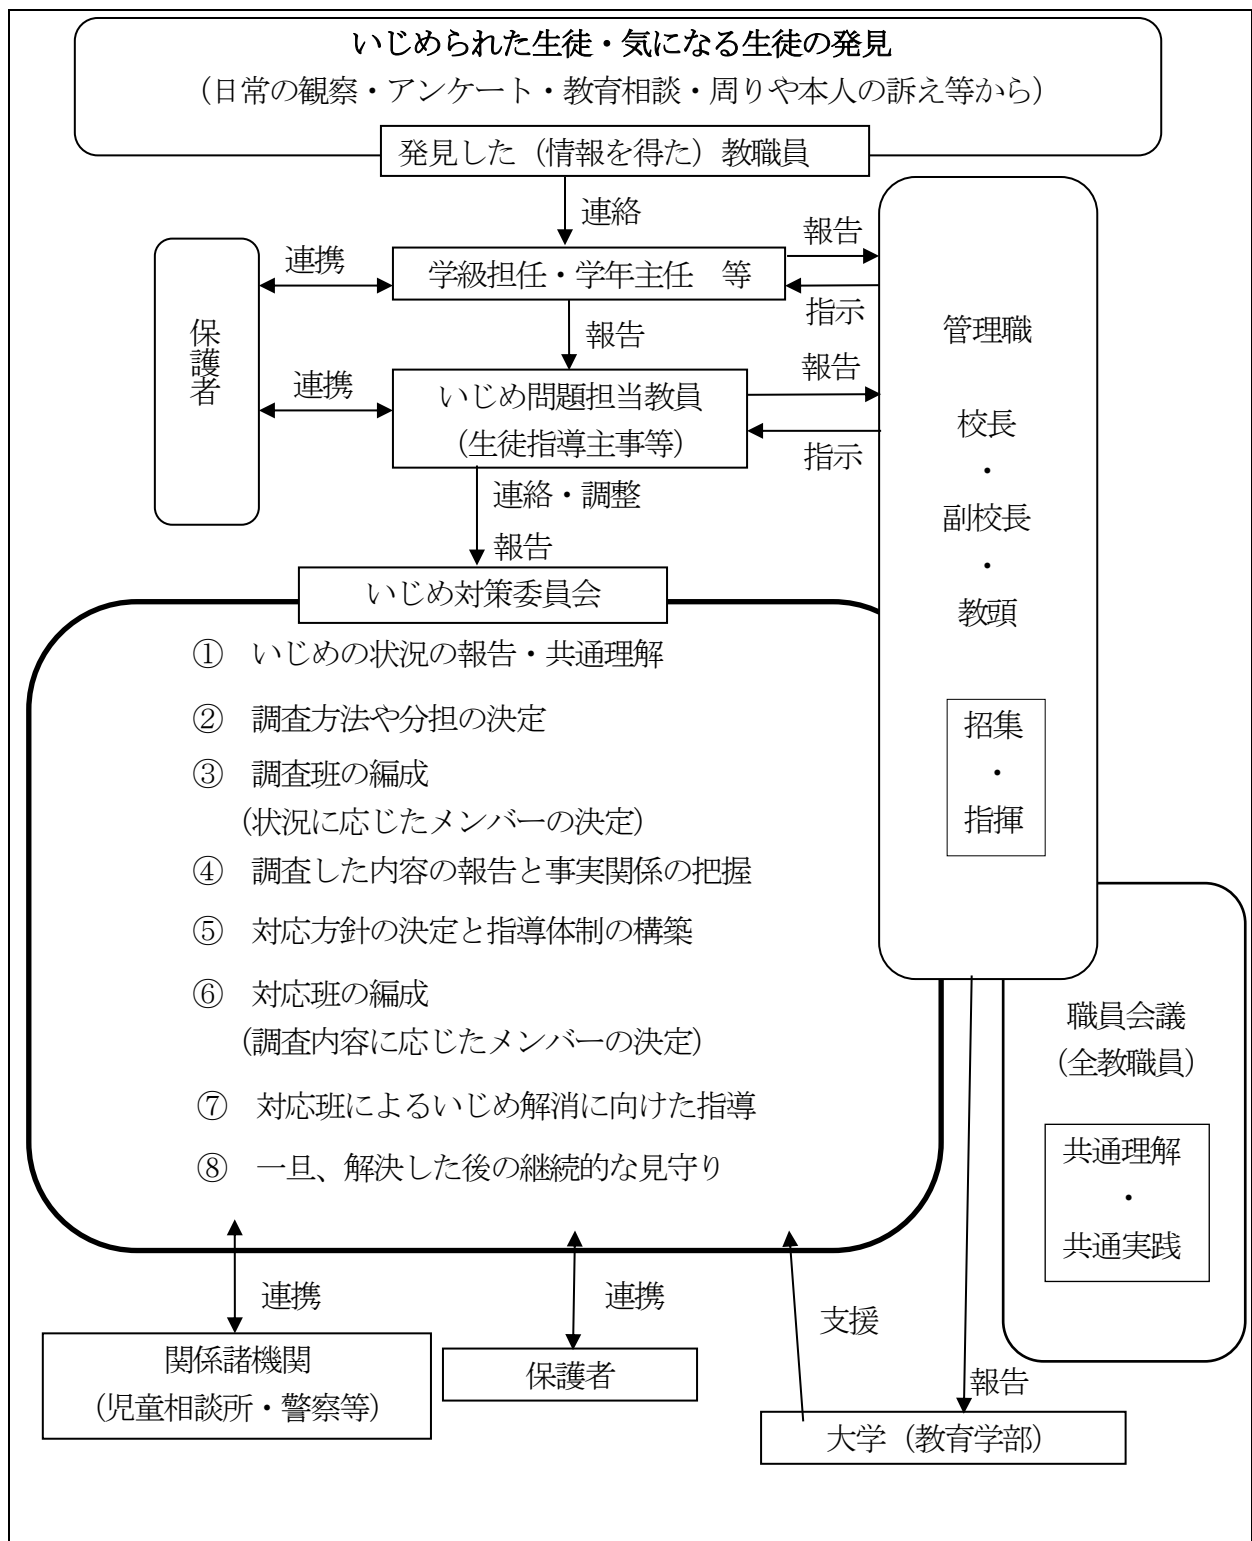 いじめられた生徒・気になる生徒の発見
（日常の観察・アンケート・教育相談・周りや本人の訴え等から）
発見した（情報を得た）教職員
連絡
報告
連携
学級担任・学年主任　等
指示
保護者
報告
報告
連携
いじめ問題担当教員
（生徒指導主事等）
指示
連絡・調整
報告
管理職
校長
・
副校長
・
教頭
招集
・
指揮
いじめ対策委員会
①　いじめの状況の報告・共通理解
②　調査方法や分担の決定
③　調査班の編成
（状況に応じたメンバーの決定）
④　調査した内容の報告と事実関係の把握
⑤　対応方針の決定と指導体制の構築
⑥　対応班の編成
（調査内容に応じたメンバーの決定）
⑦　対応班によるいじめ解消に向けた指導
⑧　一旦、解決した後の継続的な見守り
職員会議
（全教職員）
共通理解
・
共通実践
連携
連携
支援
報告
関係諸機関
（児童相談所・警察等）
保護者
大学（教育学部）